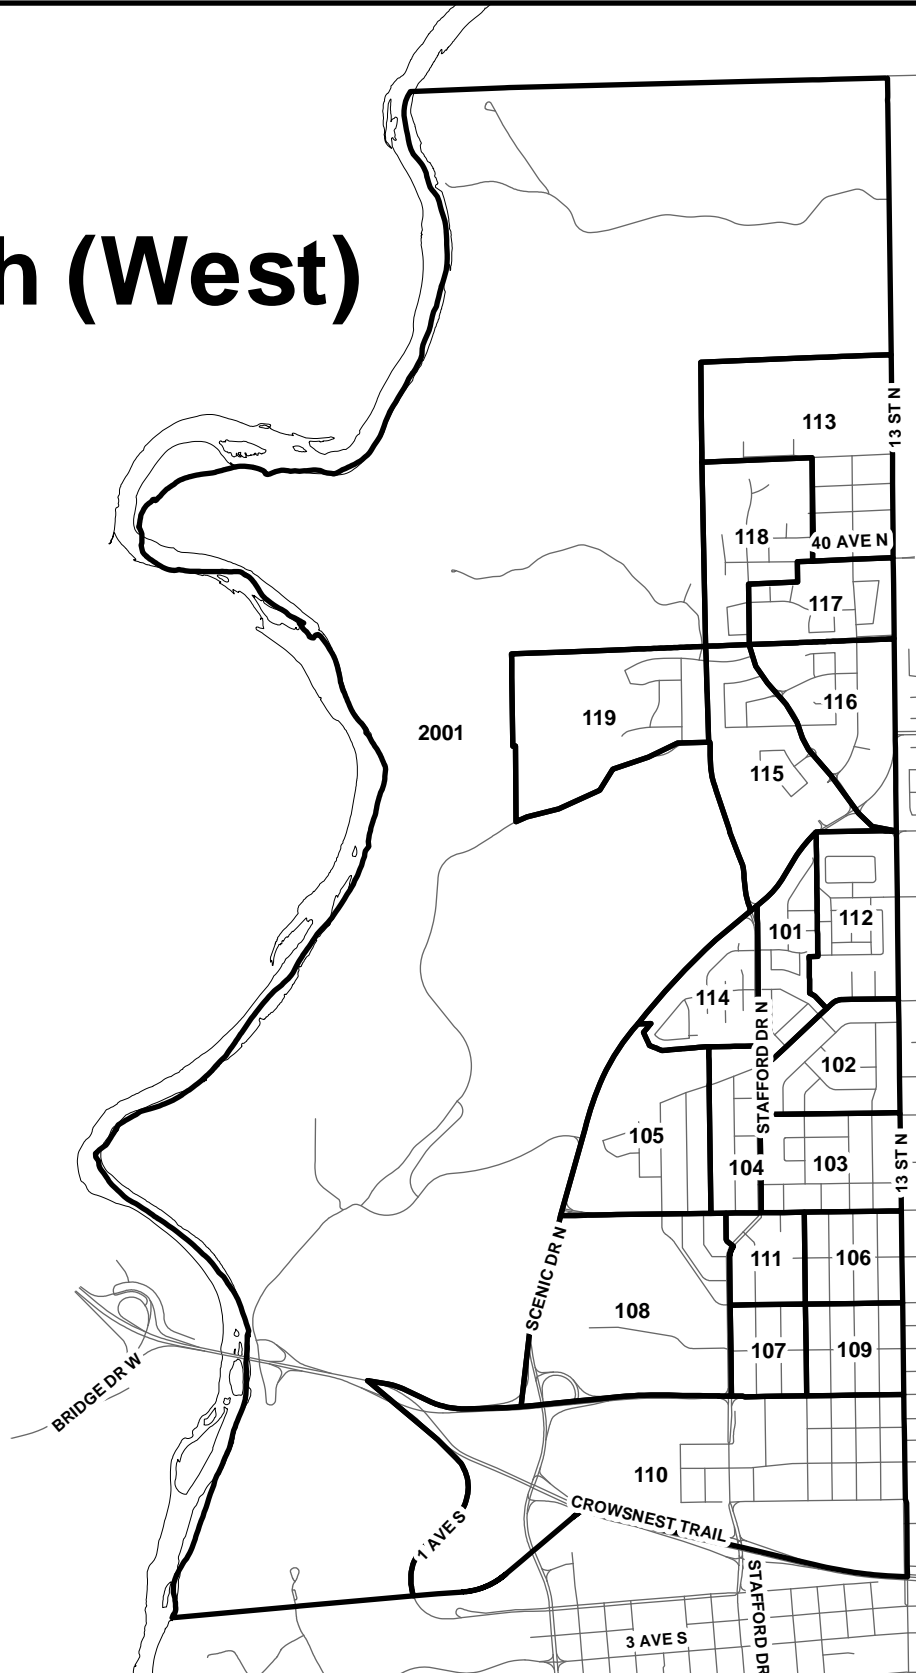 h (West)
113
13 ST N
118
40 AVE N
117
116
119
2001
115
112
101
114
STAFFORD DR N
102
105
104
103
13 ST N
SCENIC DR N
111
106
108
107
109
BRIDGE DR W
110
CROWSNEST TRAIL
1 AVE S
STAFFORD DR
3 AVE S